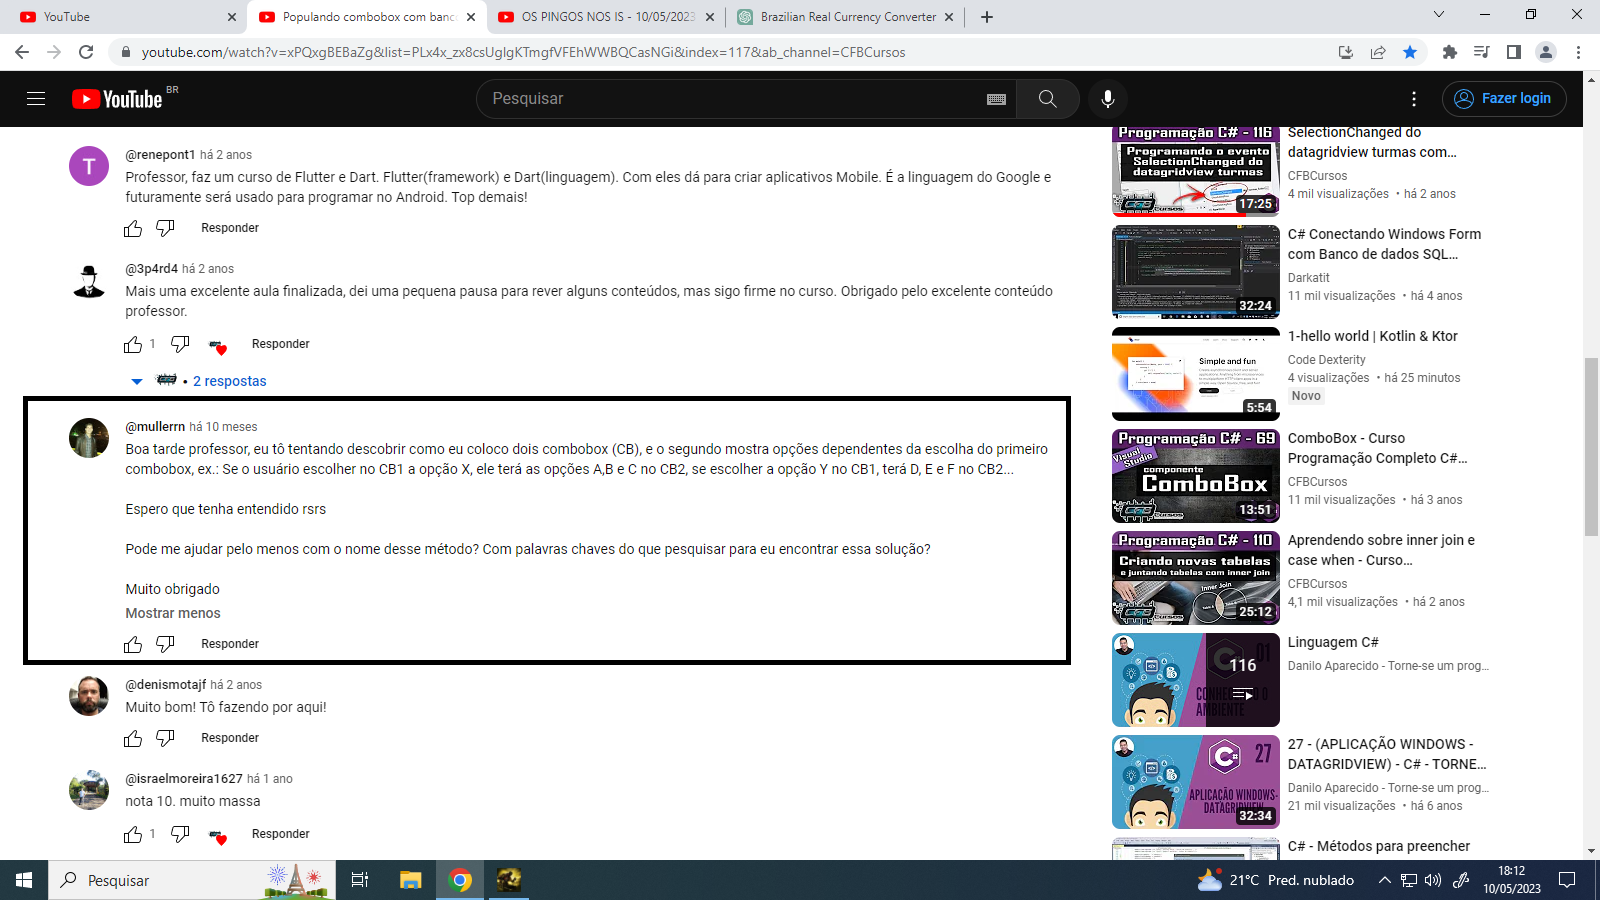 YouTube
Populando combobox com banco
OS PINGOS NOS IS - 10/05/2023
Brazilian Real Currency Converter
youtube.com/watch?v=xPQxgBEBaZg&list=PLx4x_zx8csUglgKTmgfVFEhWWBQCasNGi&index=117&ab_channel=CFBCursos
YouTube BR
Pesquisar
Fazer login
@renepont1 há 2 anos
T
Professor, faz um curso de Flutter e Dart. Flutter(framework) e Dart(linguagem). Com eles dá para criar aplicativos Mobile. É a linguagem do Google e
futuramente será usado para programar no Android. Top demais!
Responder
@3p4rd4 há 2 anos
Mais uma excelente aula finalizada, dei uma pequena pausa para rever alguns conteúdos, mas sigo firme no curso. Obrigado pelo excelente conteúdo
professor.
1 Responder
• 2 respostas
@mullerrn há 10 meses
Boa tarde professor, eu tô tentando descobrir como eu coloco dois combobox (CB), e o segundo mostra opções dependentes da escolha do primeiro
combobox, ex.: Se o usuário escolher no CB1 a opção X, ele terá as opções A,B e C no CB2, se escolher a opção Y no CB1, terá D, E e F no CB2...
Espero que tenha entendido rsrs
Pode me ajudar pelo menos com o nome desse método? Com palavras chaves do que pesquisar para eu encontrar essa solução?
Muito obrigado
Mostrar menos
Responder
@denismotajf há 2 anos
Muito bom! Tô fazendo por aqui!
Responder
@israelmoreira1627 há 1 ano
nota 10. muito massa
1 Responder
Programação C# - 116
Programando o evento
SelectionChanged do
datagridview turmas
Cursos
17:25
SelectionChanged do
datagridview turmas com...
CFBCursos
4 mil visualizações • há 2 anos
32:24
C# Conectando Windows Form
com Banco de dados SQL...
Darkatit
11 mil visualizações • há 4 anos
Simple and fun
5:54
1-hello world | Kotlin & Ktor
Code Dexterity
4 visualizações • há 25 minutos
Novo
Programação C# - 69
Visual Studio
componente
ComboBox
Cursos
13:51
ComboBox - Curso
Programação Completo C#...
CFBCursos
11 mil visualizações • há 3 anos
Programação C# - 110
Criando novas tabelas
e juntando tabelas com inner join
Inner Join
Cursos
25:12
Aprendendo sobre inner join e
case when - Curso...
CFBCursos
4,1 mil visualizações • há 2 anos
01
AMBIENTE
116
Linguagem C#
Danilo Aparecido - Torne-se um prog...
C# 27
APLICAÇÃO WINDOWS-
DATAGRIDVIEW
32:34
27 - (APLICAÇÃO WINDOWS -
DATAGRIDVIEW) - C# - TORNE...
Danilo Aparecido - Torne-se um prog...
21 mil visualizações • há 6 anos
C# - Métodos para preencher
Pesquisar
21°C Pred. nublado
18:12
10/05/2023